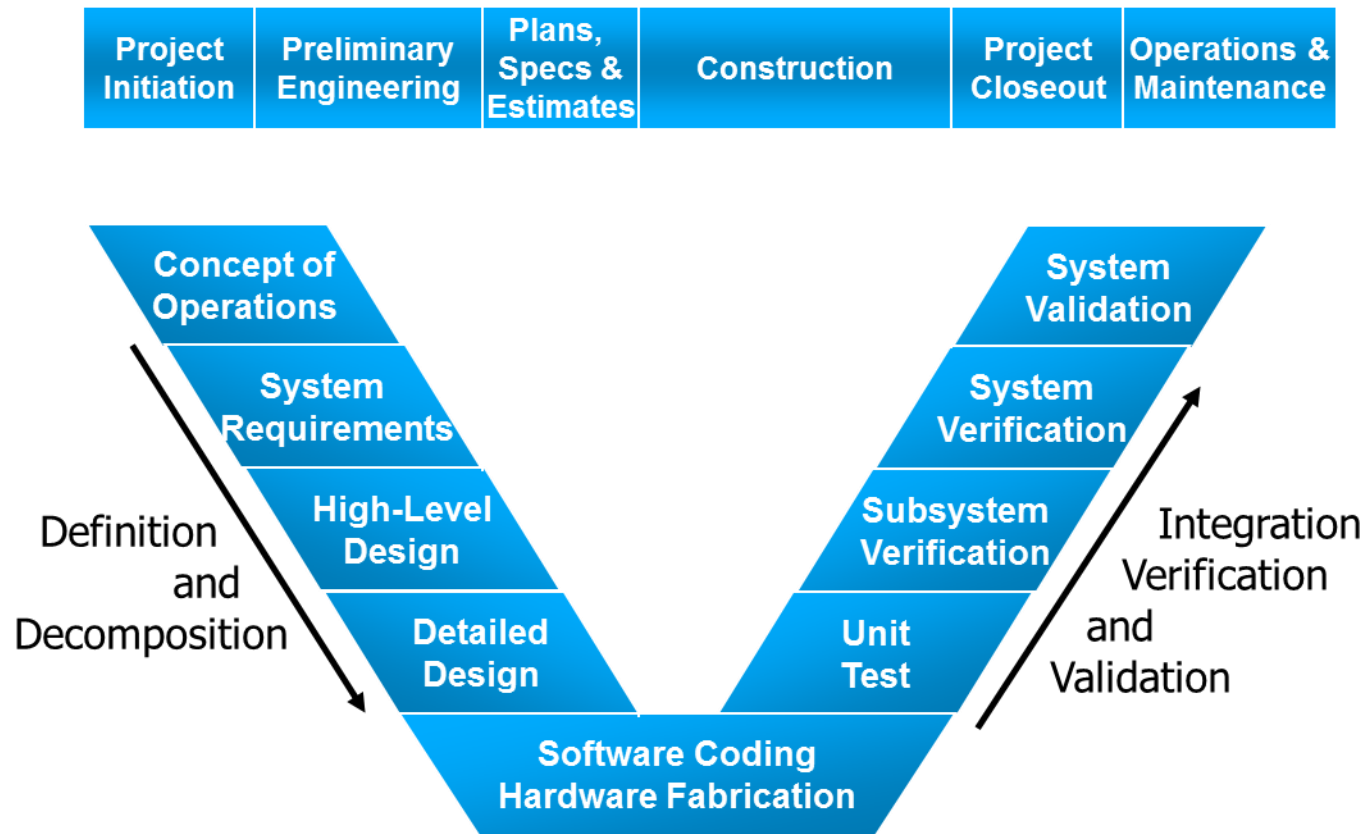 Project
Initiation
Preliminary
Engineering
Plans,
Specs &
Estimates
Construction
Project
Closeout
Operations &
Maintenance
Concept of
Operations
System
Requirements
High-Level
Design
Detailed
Design
Software Coding
Hardware Fabrication
Unit
Test
Subsystem
Verification
System
Verification
System
Validation
Definition
and
Decomposition
Integration
Verification
and
Validation